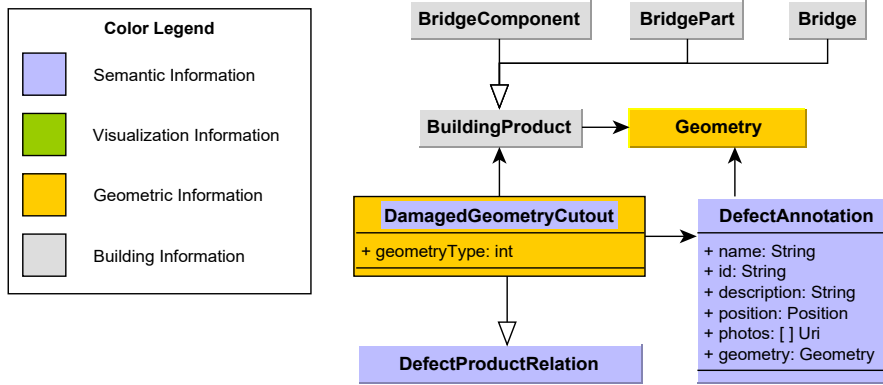 Color Legend
Semantic Information
Visualization Information
Geometric Information
Building Information
BridgeComponent
BridgePart
Bridge
BuildingProduct
Geometry
DamagedGeometryCutout
+ geometryType: int
DefectAnnotation
+ name: String
+ id: String
+ description: String
+ position: Position
+ photos: [ ] Uri
+ geometry: Geometry
DefectProductRelation